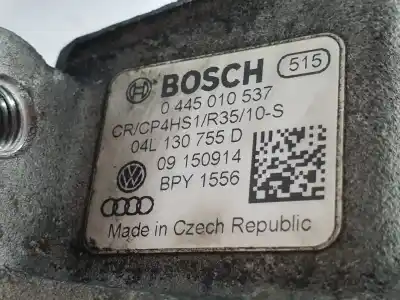 BOSCH 515
0 445 010 537
CR/CP4HS1/R35/10-S
04L 130 755 D
09 150914
BPY 1556
Made in Czech Republic